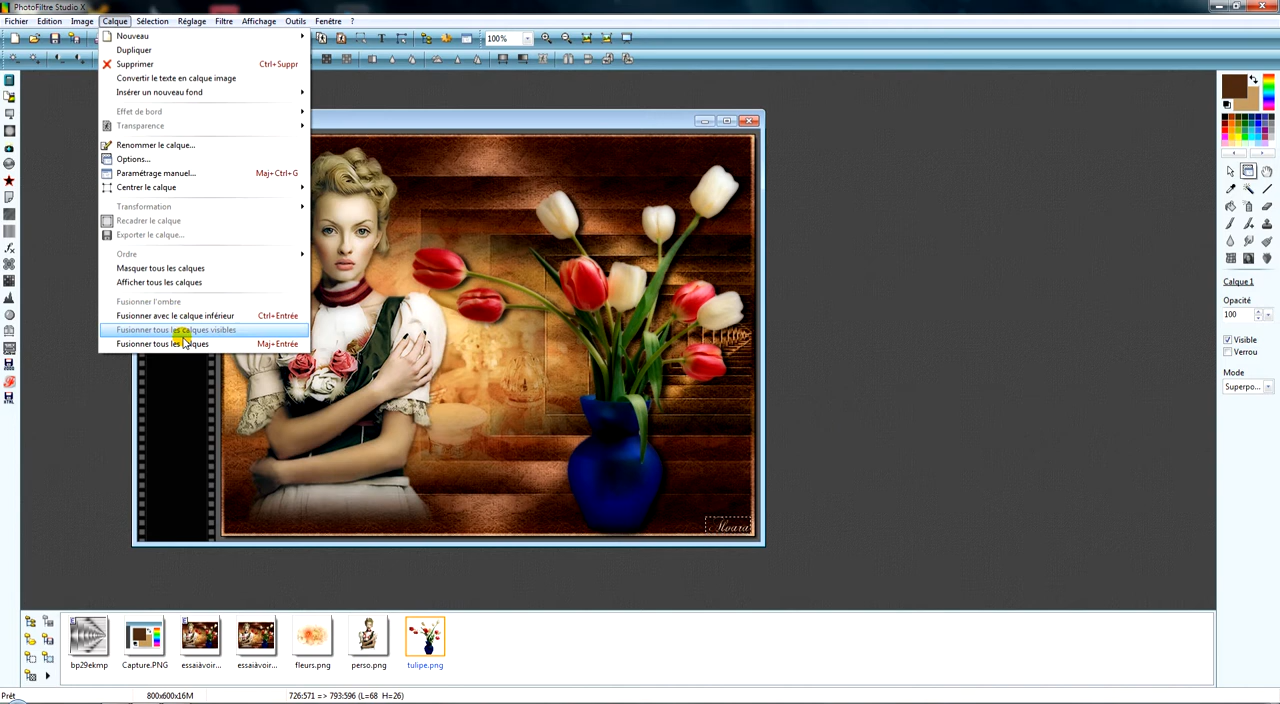 PhotoFiltre Studio X
Fichier Edition Image Calque Sélection Réglage Filtre Affichage Outils Fenêtre ?
100%
Nouveau
Dupliquer
Supprimer Ctrl+Suppr
Convertir le texte en calque image
Insérer un nouveau fond
Effet de bord
Transparence
Renommer le calque...
Options...
Paramétrage manuel... Maj+Ctrl+G
Centrer le calque
Transformation
Recadrer le calque
Exporter le calque...
Ordre
Masquer tous les calques
Afficher tous les calques
Fusionner l'ombre
Fusionner avec le calque inférieur Ctrl+Entrée
Fusionner tous les calques visibles
Fusionner tous les calques Maj+Entrée
Calque 1
Opacité
100
Visible
Verrou
Mode
Superpo...
Alvara
bp29ekmp Capture.PNG essaiàvoir... essaiàvoir... fleurs.png perso.png tulipe.png
Prêt 800x600x16M 726:571 => 793:596 (L=68 H=26)